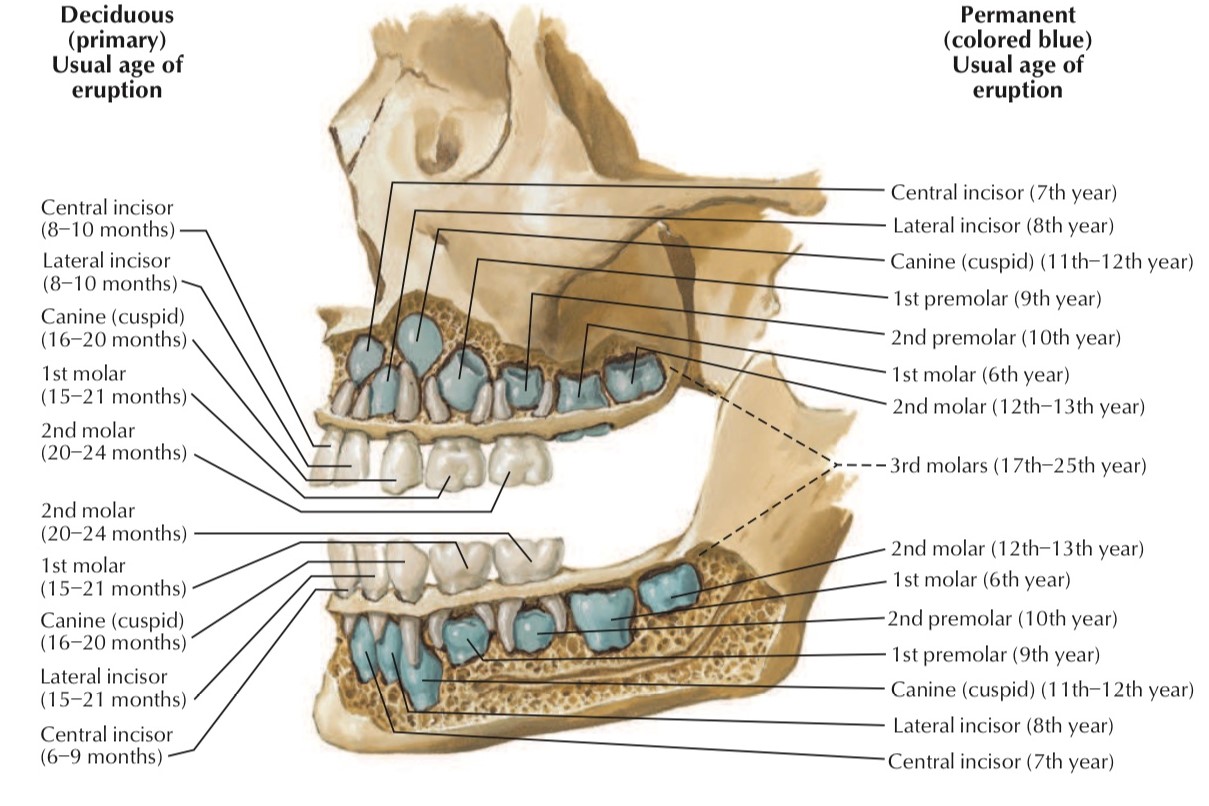 Deciduous
(primary)
Usual age of
eruption
Central incisor
(8–10 months)
Lateral incisor
(8–10 months)
Canine (cuspid)
(16–20 months)
1st molar
(15–21 months)
2nd molar
(20–24 months)
2nd molar
(20–24 months)
1st molar
(15–21 months)
Canine (cuspid)
(16–20 months)
Lateral incisor
(15–21 months)
Central incisor
(6–9 months)
Permanent
(colored blue)
Usual age of
eruption
Central incisor (7th year)
Lateral incisor (8th year)
Canine (cuspid) (11th–12th year)
1st premolar (9th year)
2nd premolar (10th year)
1st molar (6th year)
2nd molar (12th–13th year)
3rd molars (17th–25th year)
2nd molar (12th–13th year)
1st molar (6th year)
2nd premolar (10th year)
1st premolar (9th year)
Canine (cuspid) (11th–12th year)
Lateral incisor (8th year)
Central incisor (7th year)